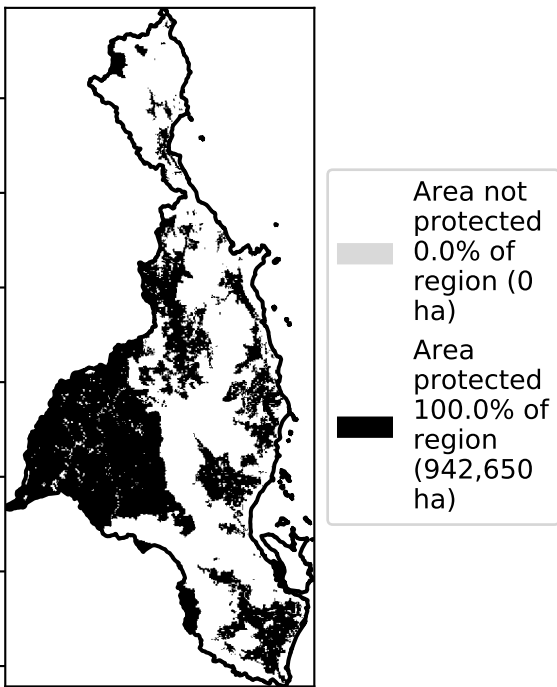 Area not
protected
0.0% of
region (0
ha)
Area
protected
100.0% of
region
(942,650
ha)